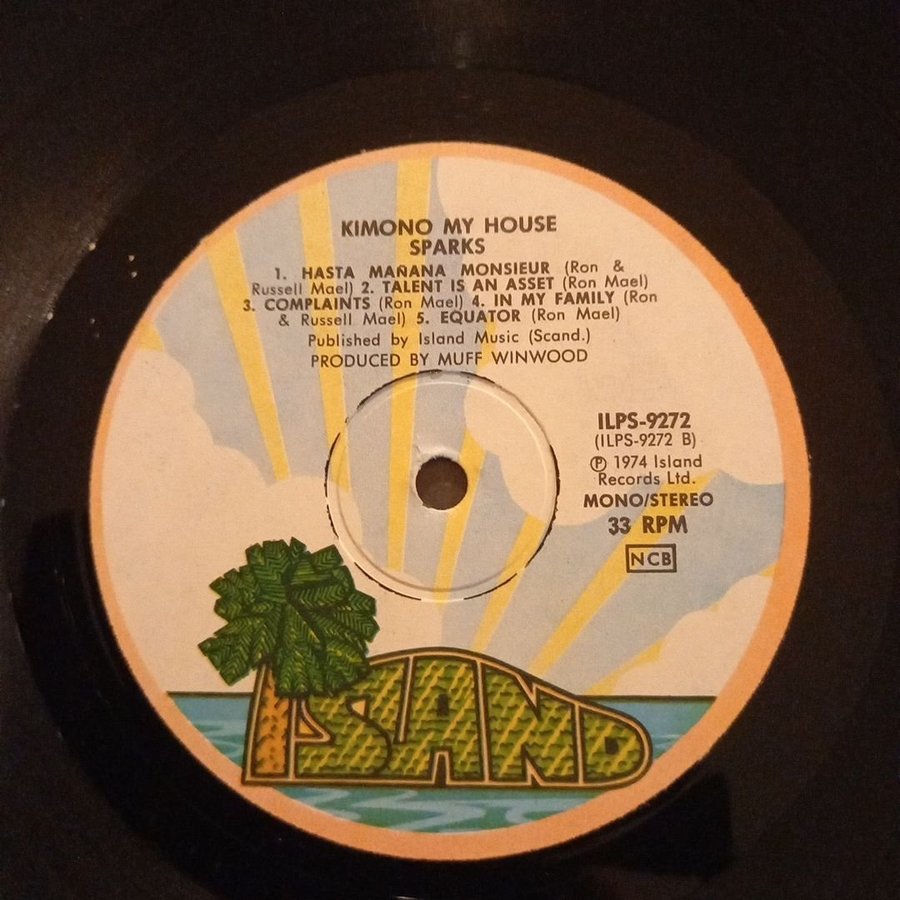 KIMONO MY HOUSE
SPARKS
1. HASTA MAÑANA MONSIEUR (Ron &
Russell Mael) 2. TALENT IS AN ASSET (Ron Mael)
3. COMPLAINTS (Ron Mael) 4. IN MY FAMILY (Ron
& Russell Mael) 5. EQUATOR (Ron Mael)
Published by Island Music (Scand.)
PRODUCED BY MUFF WINWOOD
ILPS-9272
(ILPS-9272 B)
℗ 1974 Island
Records Ltd.
MONO/STEREO
33 RPM
NCB
ISLAND